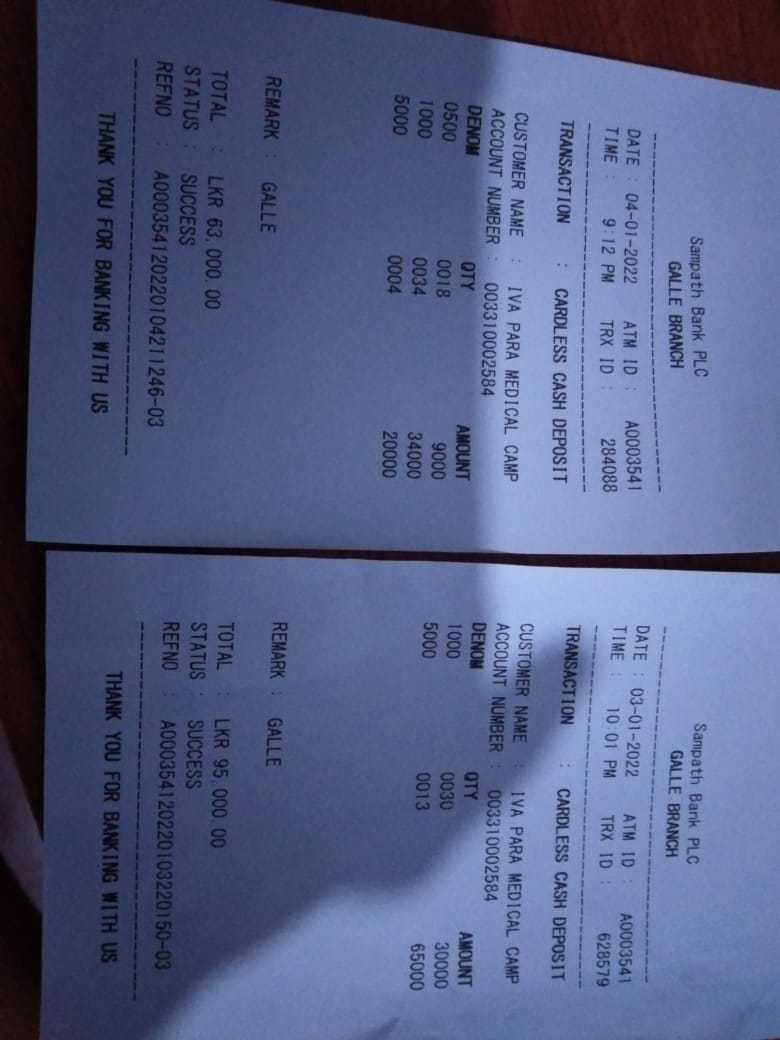 Sampath Bank PLC
GALLE BRANCH
DATE : 04-01-2022 ATM ID : A0003541
TIME : 9:12 PM TRX ID : 284088
TRANSACTION : CARDLESS CASH DEPOSIT
CUSTOMER NAME : IVA PARA MEDICAL CAMP
ACCOUNT NUMBER : 003310002584
DENOM QTY AMOUNT
0500 0018 9000
1000 0034 34000
5000 0004 20000
REMARK : GALLE
TOTAL : LKR 63,000.00
STATUS : SUCCESS
REFNO : A000354120220104211246-03
THANK YOU FOR BANKING WITH US
Sampath Bank PLC
GALLE BRANCH
DATE : 03-01-2022 ATM ID : A0003541
TIME : 10:01 PM TRX ID : 628579
TRANSACTION : CARDLESS CASH DEPOSIT
CUSTOMER NAME : IVA PARA MEDICAL CAMP
ACCOUNT NUMBER : 003310002584
DENOM QTY AMOUNT
1000 0030 30000
5000 0013 65000
REMARK : GALLE
TOTAL : LKR 95,000.00
STATUS : SUCCESS
REFNO : A000354120220103220150-03
THANK YOU FOR BANKING WITH US